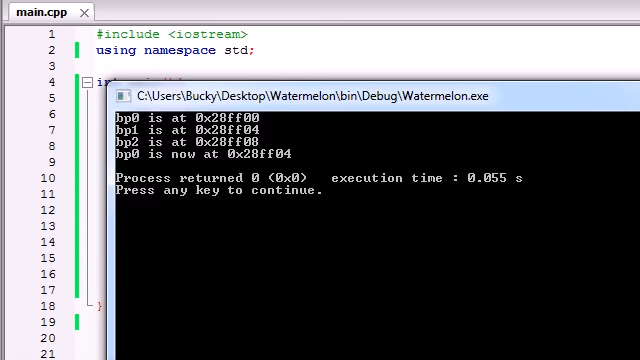 main.cpp
1 #include <iostream>
2 using namespace std;
4
C:\Users\Bucky\Desktop\Watermelon\bin\Debug\Watermelon.exe
5
6
bp0 is at 0x28ff00
7
bp1 is at 0x28ff04
8
bp2 is at 0x28ff08
9
bp0 is now at 0x28ff04
10
Process returned 0 (0x0)   execution time : 0.055 s
11
Press any key to continue.
12
13
14
15
16
17
18 }
19
20
21